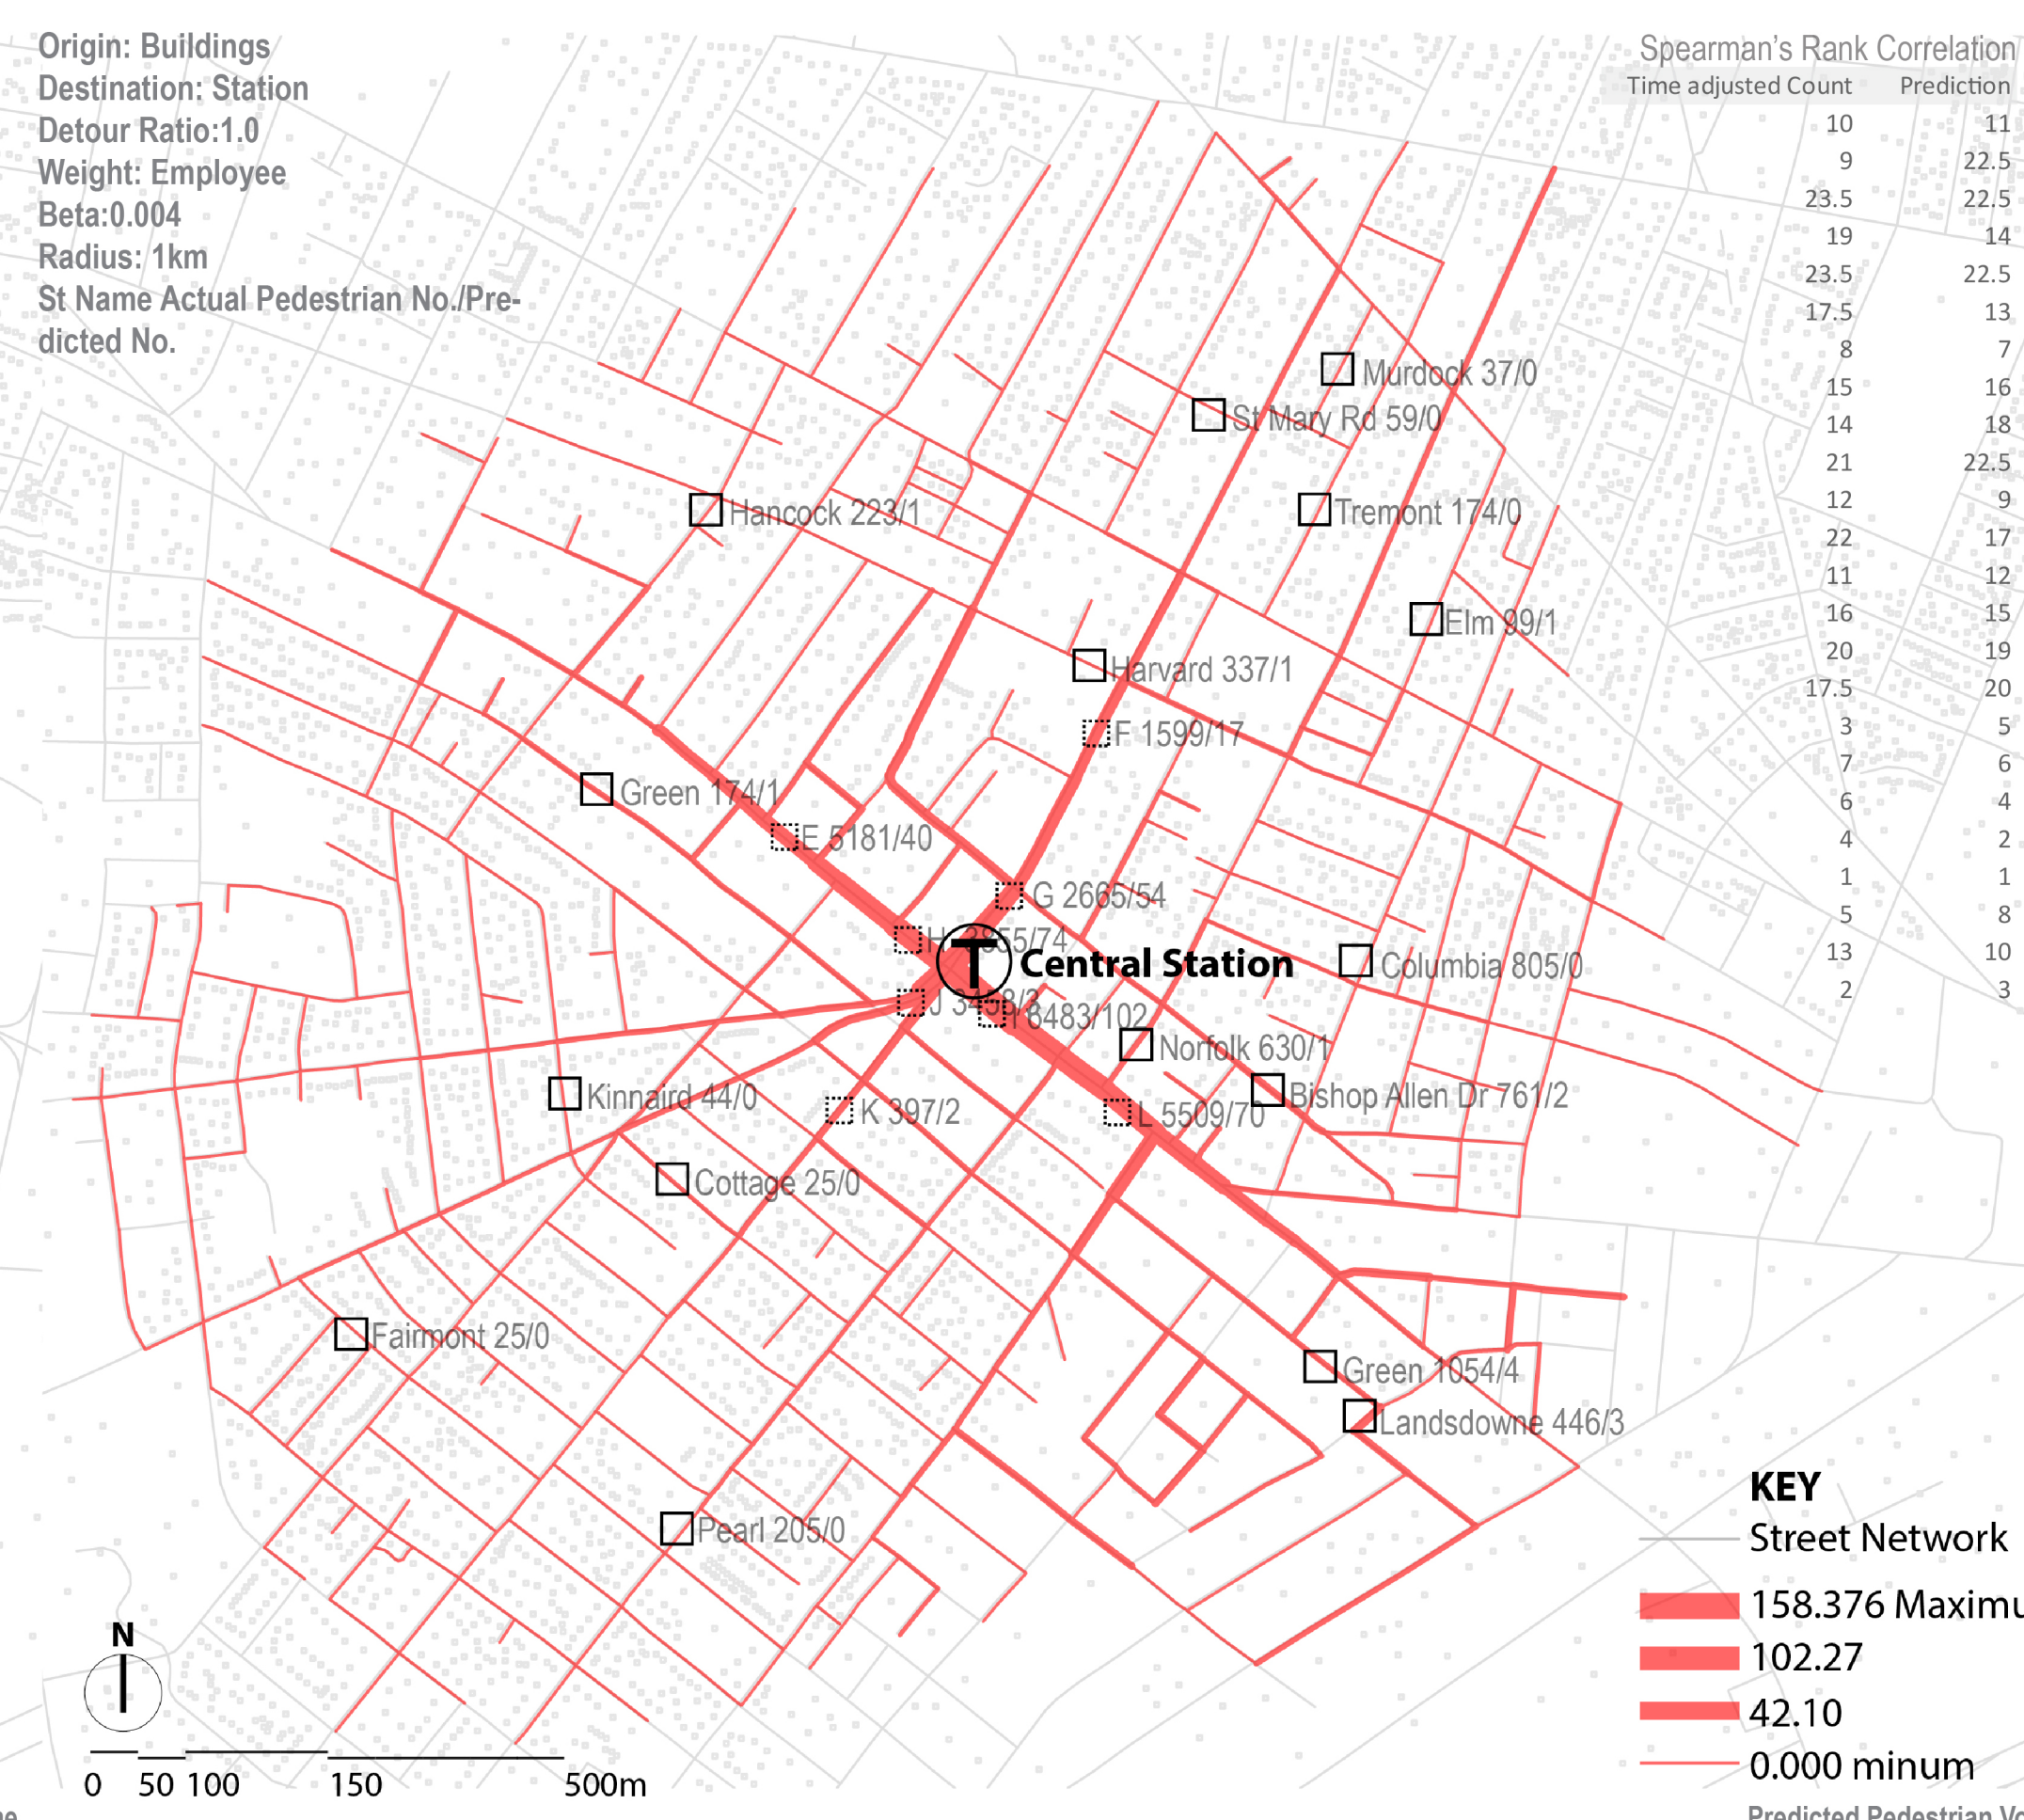 Origin: Buildings
Destination: Station
Detour Ratio:1.0
Weight: Employee
Beta:0.004
Radius: 1km
St Name Actual Pedestrian No./Pre-
dicted No.
Spearman's Rank Correlation
Time adjusted Count Prediction
10 11
9 22.5
23.5 22.5
19 14
23.5 22.5
17.5 13
8 7
15 16
14 18
21 22.5
12 9
22 17
11 12
16 15
20 19
17.5 20
3 5
7 6
6 4
4 2
1 1
5 8
13 10
2 3
Murdock 37/0
St Mary Rd 59/0
Hancock 223/1
Tremont 174/0
Elm 99/1
Harvard 337/1
F 1599/17
Green 174/1
E 5181/40
G 2665/54
H 3855/74
Central Station
Columbia 805/0
J
8483/102
Norfolk 630/1
Kinnaird 44/0
Bishop Allen Dr 761/2
K 397/2
L 5509/70
Cottage 25/0
Fairmont 25/0
Green 1054/4
Landsdowne 446/3
Pearl 205/0
KEY
Street Network
158.376 Maximu
102.27
42.10
0.000 minum
N
0 50 100 150 500m
Predicted Pedestrian Vo